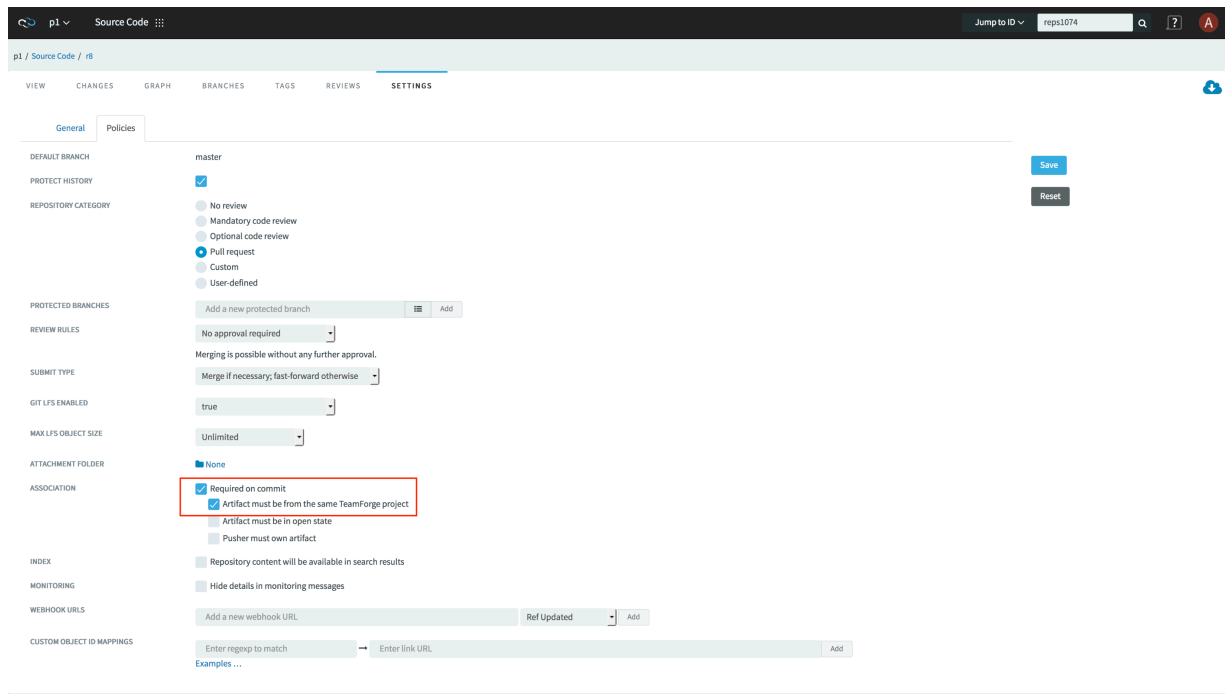 p1 Source Code Jump to ID reps1074 ? A
p1 / Source Code / r8
VIEW CHANGES GRAPH BRANCHES TAGS REVIEWS SETTINGS
General Policies
DEFAULT BRANCH master
Save
PROTECT HISTORY
Reset
REPOSITORY CATEGORY No review
Mandatory code review
Optional code review
Pull request
Custom
User-defined
PROTECTED BRANCHES Add a new protected branch Add
REVIEW RULES No approval required
Merging is possible without any further approval.
SUBMIT TYPE Merge if necessary; fast-forward otherwise
GIT LFS ENABLED true
MAX LFS OBJECT SIZE Unlimited
ATTACHMENT FOLDER None
ASSOCIATION Required on commit
Artifact must be from the same TeamForge project
Artifact must be in open state
Pusher must own artifact
INDEX Repository content will be available in search results
MONITORING Hide details in monitoring messages
WEBHOOK URLS Add a new webhook URL Ref Updated Add
CUSTOM OBJECT ID MAPPINGS Enter regexp to match → Enter link URL Add
Examples ...